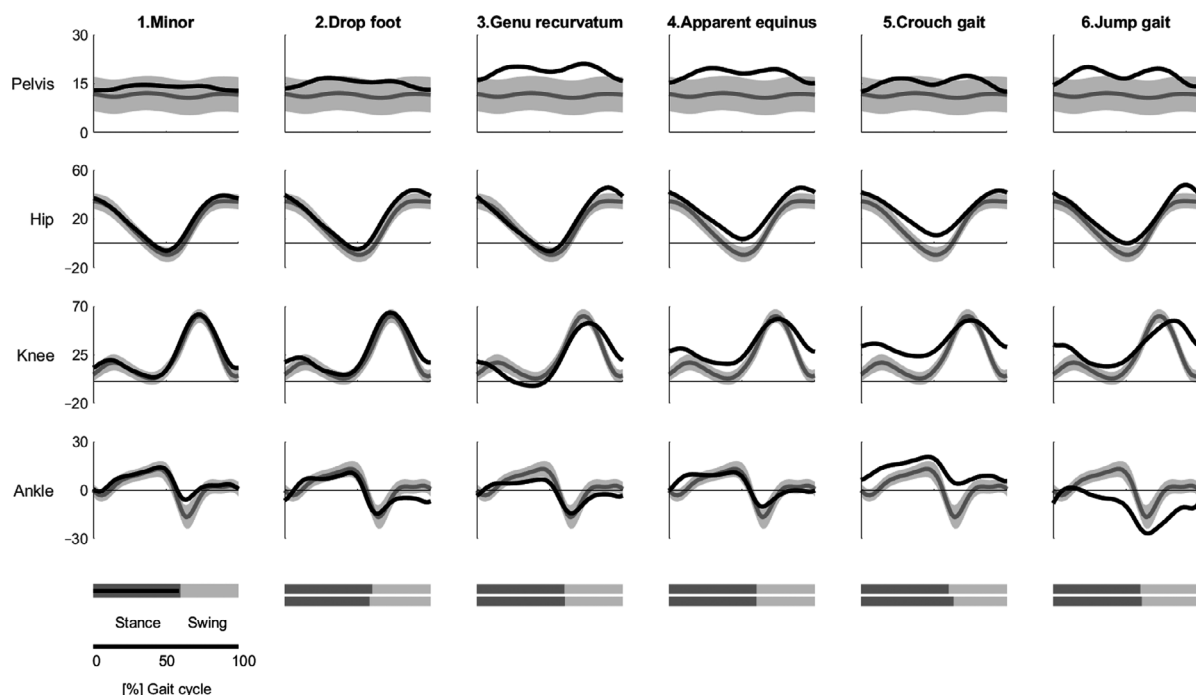 1.Minor 2.Drop foot 3.Genu recurvatum 4.Apparent equinus 5.Crouch gait 6.Jump gait
30
Pelvis 15
0
60
Hip 20
−20
70
Knee 25
−20
30
Ankle 0
−30
Stance Swing
0 50 100
[%] Gait cycle